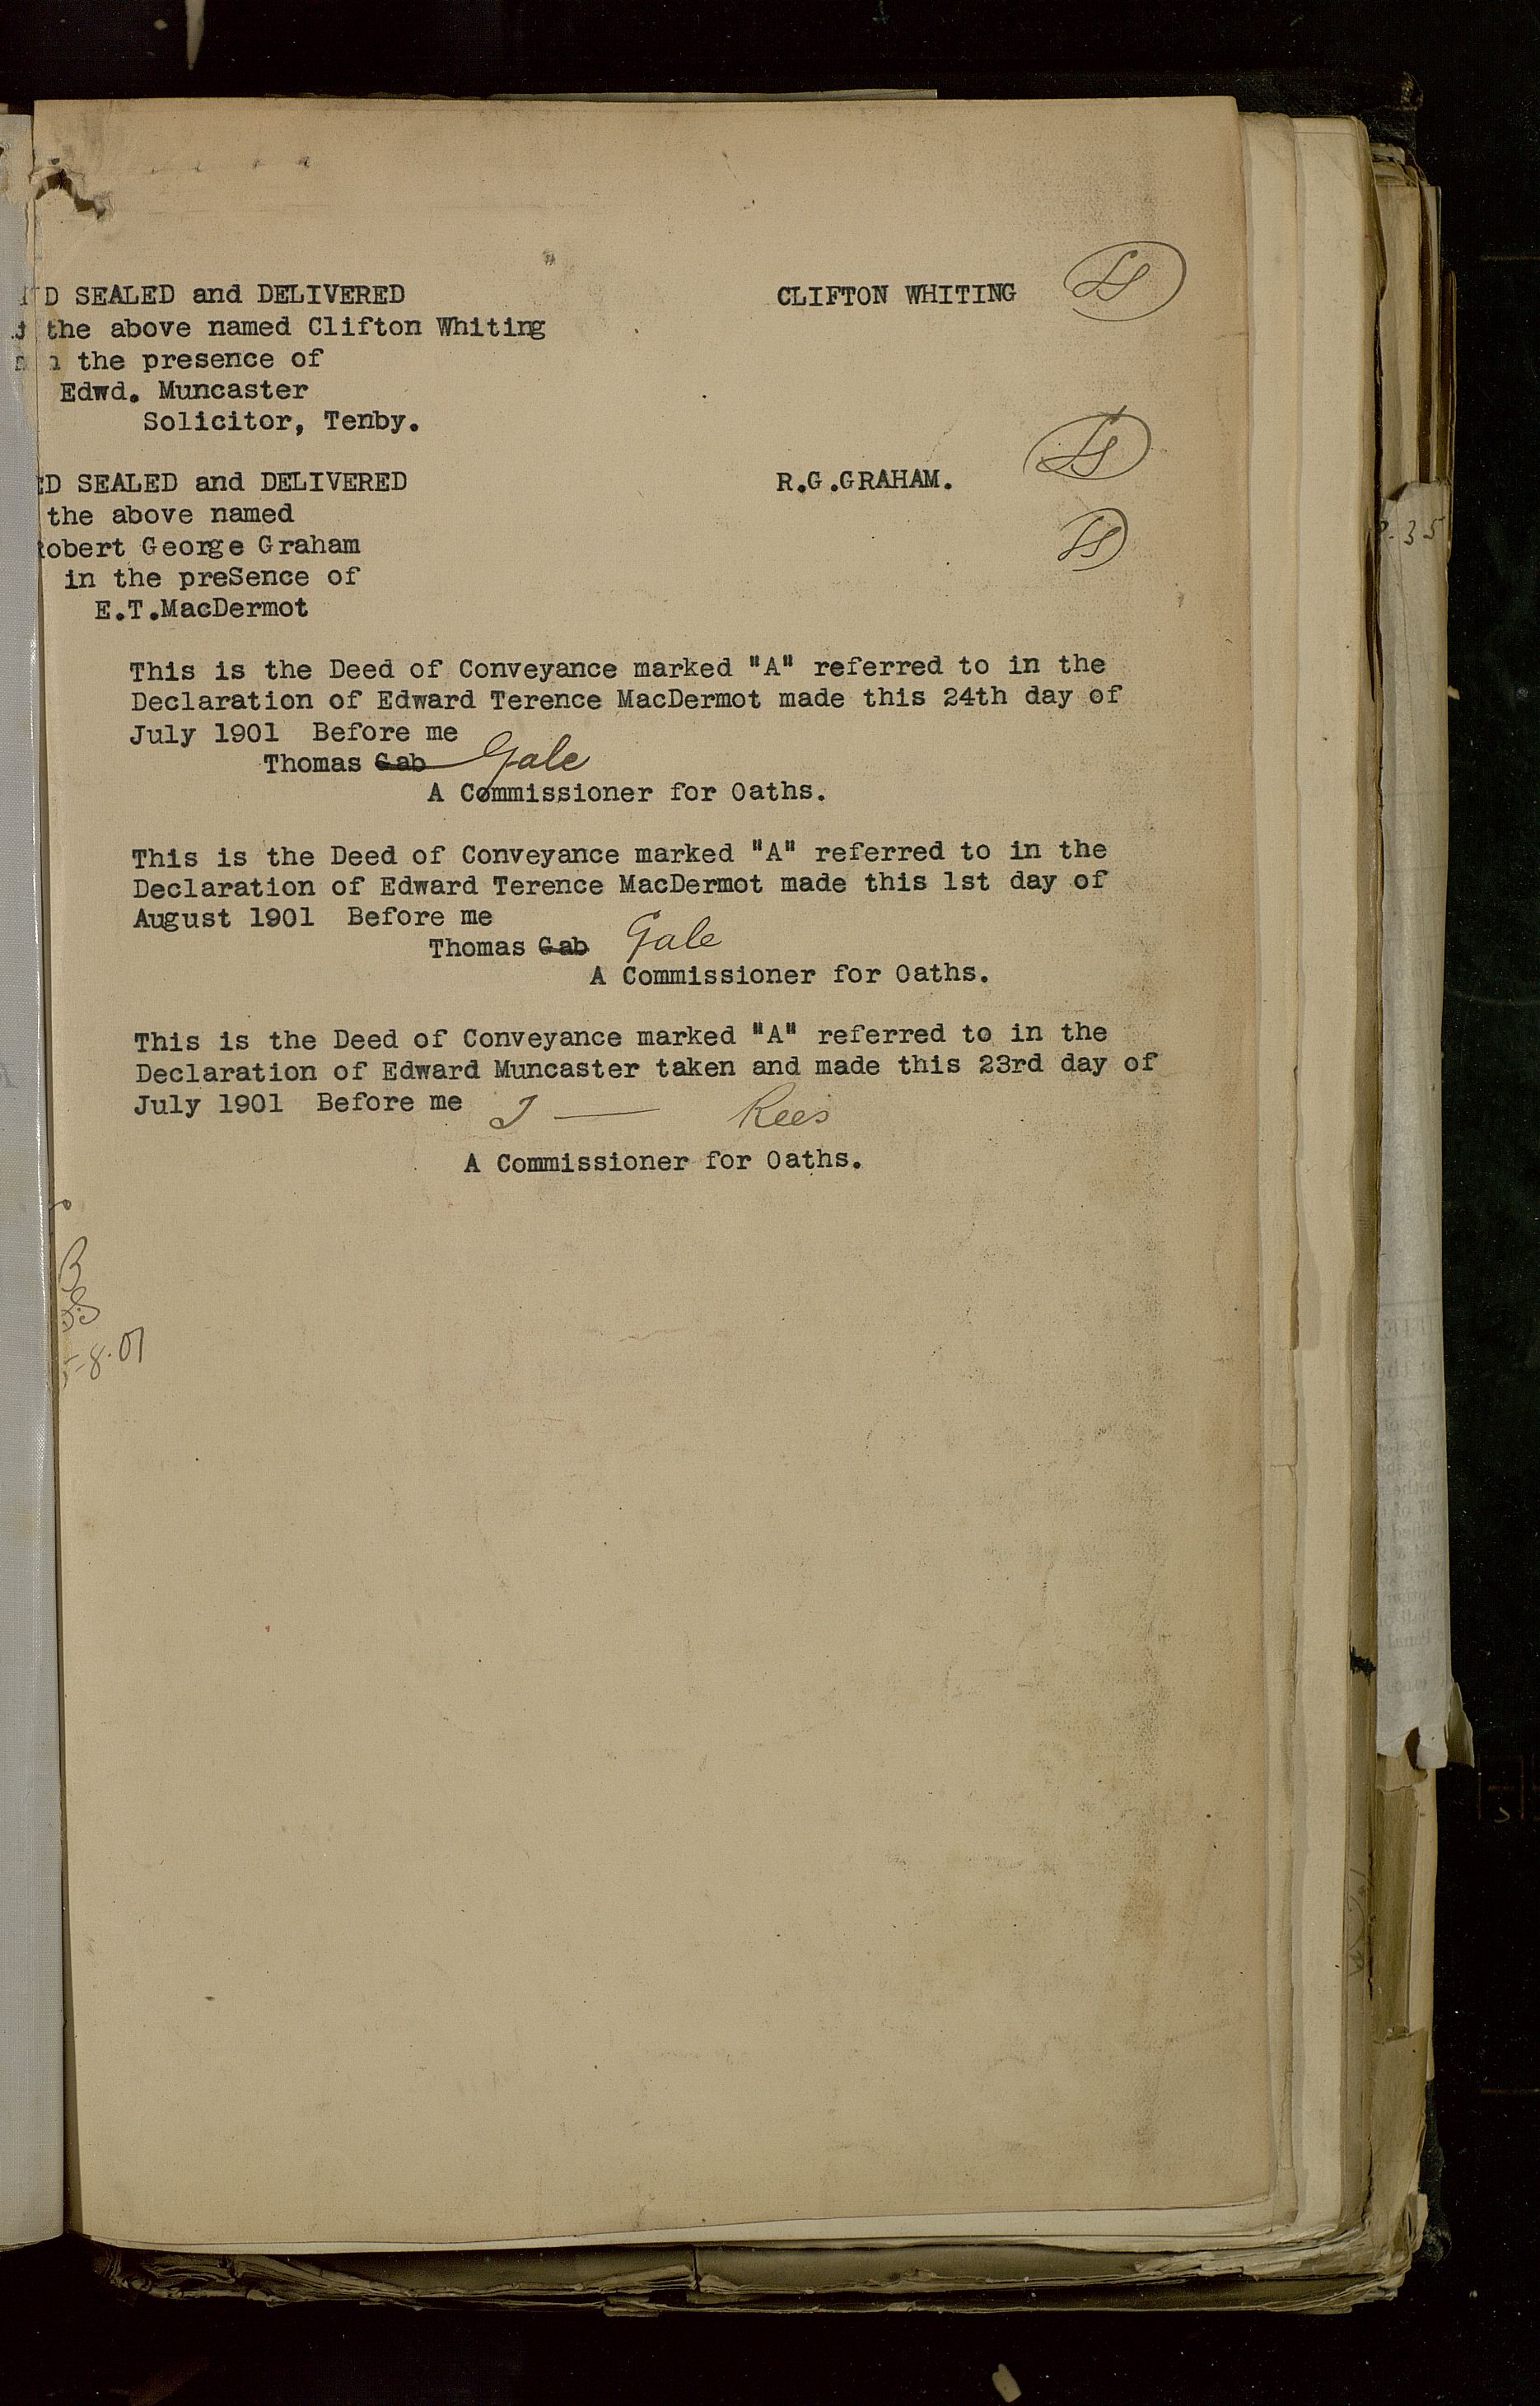 D SEALED and DELIVERED CLIFTON WHITING LS
the above named Clifton Whiting
the presence of
Edwd. Muncaster
Solicitor, Tenby.
ED SEALED and DELIVERED R.G.GRAHAM. LS
the above named LS
Robert George Graham
in the preSence of
E.T.MacDermot
This is the Deed of Conveyance marked "A" referred to in the
Declaration of Edward Terence MacDermot made this 24th day of
July 1901 Before me
Thomas Gab Gale
A Commissioner for Oaths.
This is the Deed of Conveyance marked "A" referred to in the
Declaration of Edward Terence MacDermot made this 1st day of
August 1901 Before me
Thomas Gab Gale
A Commissioner for Oaths.
This is the Deed of Conveyance marked "A" referred to in the
Declaration of Edward Muncaster taken and made this 23rd day of
July 1901 Before me J — Rees
A Commissioner for Oaths.
-8.01